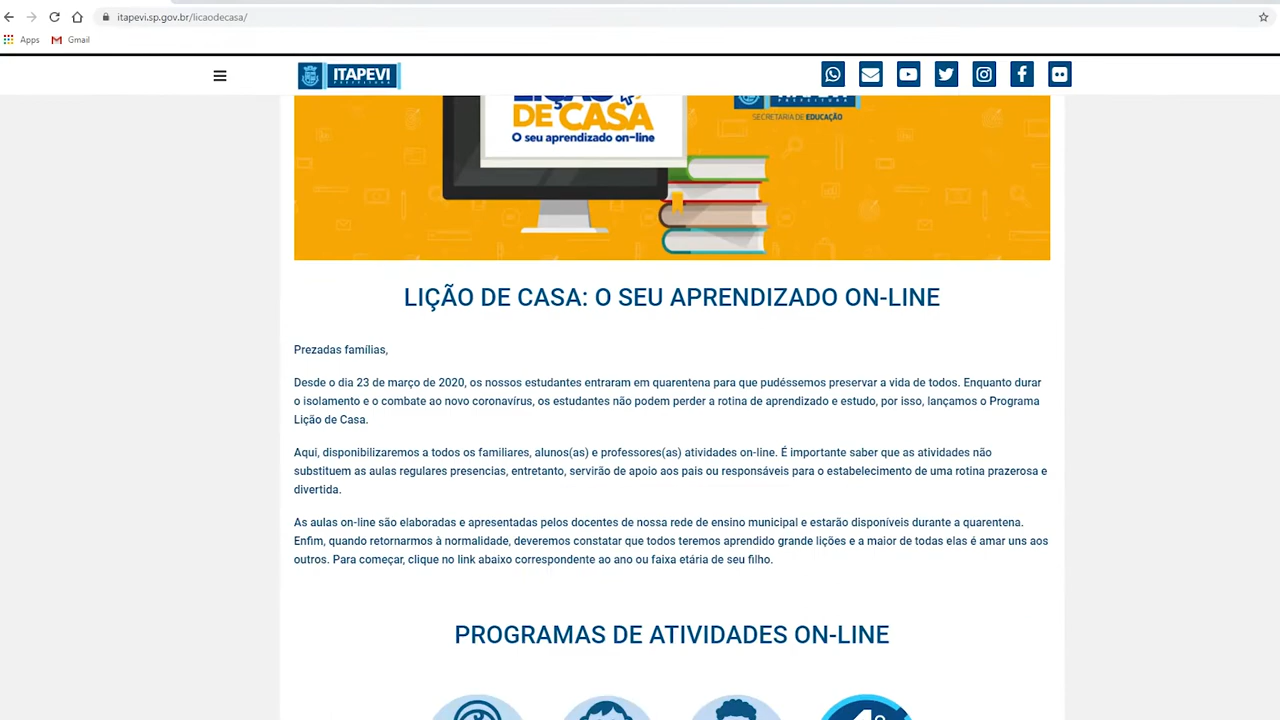 itapevi.sp.gov.br/licaodecasa/
Apps Gmail
ITAPEVI
PREFEITURA
DE CASA
O seu aprendizado on-line
PREFEITURA
SECRETARIA DE EDUCAÇÃO
LIÇÃO DE CASA: O SEU APRENDIZADO ON-LINE
Prezadas famílias,
Desde o dia 23 de março de 2020, os nossos estudantes entraram em quarentena para que pudéssemos preservar a vida de todos. Enquanto durar
o isolamento e o combate ao novo coronavírus, os estudantes não podem perder a rotina de aprendizado e estudo, por isso, lançamos o Programa
Lição de Casa.
Aqui, disponibilizaremos a todos os familiares, alunos(as) e professores(as) atividades on-line. É importante saber que as atividades não
substituem as aulas regulares presencias, entretanto, servirão de apoio aos pais ou responsáveis para o estabelecimento de uma rotina prazerosa e
divertida.
As aulas on-line são elaboradas e apresentadas pelos docentes de nossa rede de ensino municipal e estarão disponíveis durante a quarentena.
Enfim, quando retornarmos à normalidade, deveremos constatar que todos teremos aprendido grande lições e a maior de todas elas é amar uns aos
outros. Para começar, clique no link abaixo correspondente ao ano ou faixa etária de seu filho.
PROGRAMAS DE ATIVIDADES ON-LINE